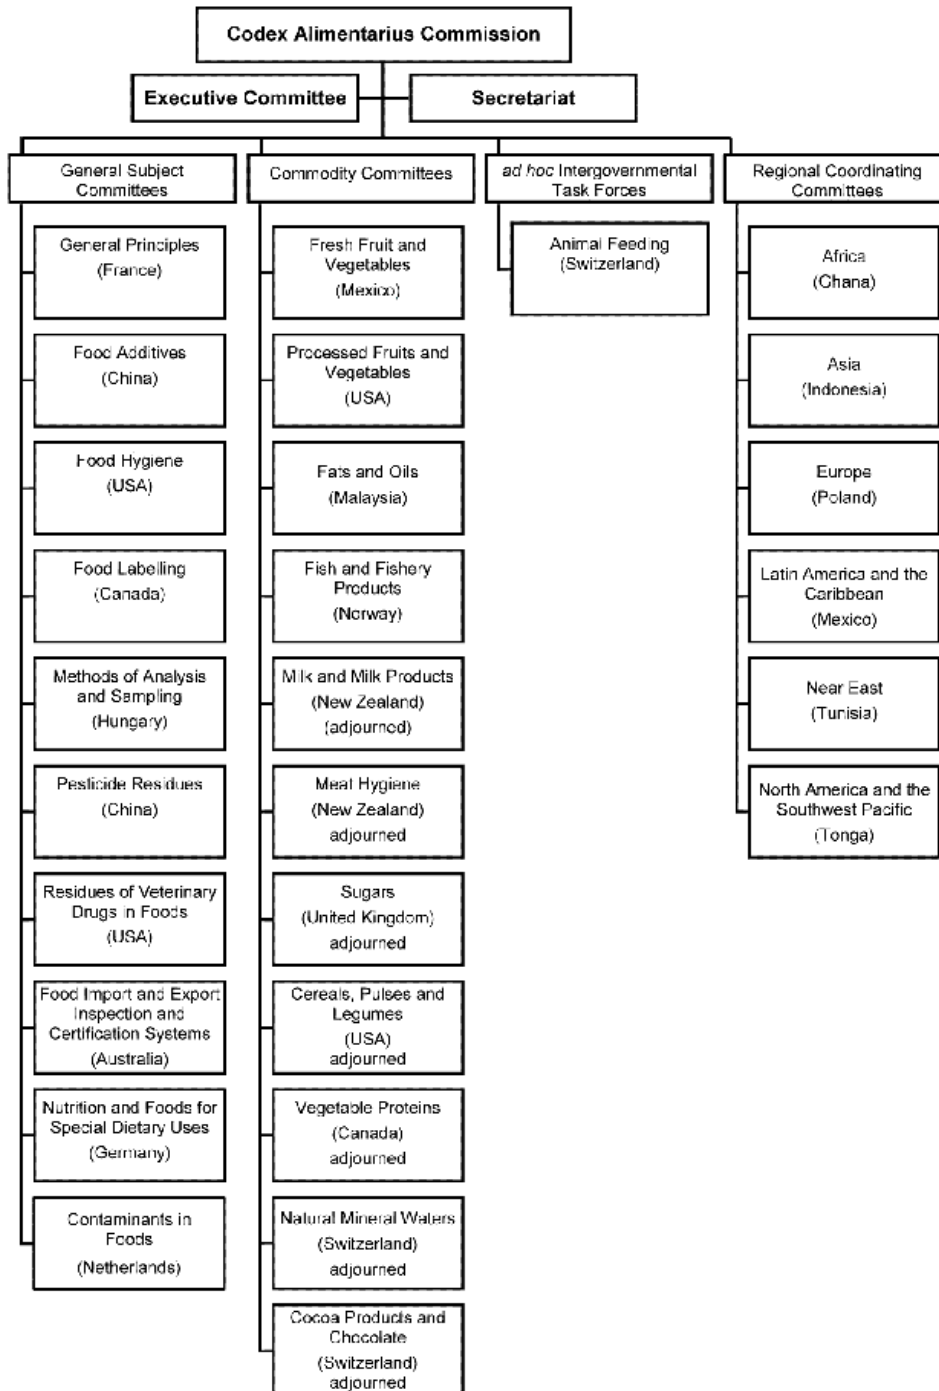 Codex Alimentarius Commission
Executive Committee
Secretariat
General Subject
Committees
General Principles
(France)
Food Additives
(China)
Food Hygiene
(USA)
Food Labelling
(Canada)
Methods of Analysis
and Sampling
(Hungary)
Pesticide Residues
(China)
Residues of Veterinary
Drugs in Foods
(USA)
Food Import and Export
Inspection and
Certification Systems
(Australia)
Nutrition and Foods for
Special Dietary Uses
(Germany)
Contaminants in
Foods
(Netherlands)
Commodity Committees
Fresh Fruit and
Vegetables
(Mexico)
Processed Fruits and
Vegetables
(USA)
Fats and Oils
(Malaysia)
Fish and Fishery
Products
(Norway)
Milk and Milk Products
(New Zealand)
(adjourned)
Meat Hygiene
(New Zealand)
adjourned
Sugars
(United Kingdom)
adjourned
Cereals, Pulses and
Legumes
(USA)
adjourned
Vegetable Proteins
(Canada)
adjourned
Natural Mineral Waters
(Switzerland)
adjourned
Cocoa Products and
Chocolate
(Switzerland)
adjourned
ad hoc Intergovernmental
Task Forces
Animal Feeding
(Switzerland)
Regional Coordinating
Committees
Africa
(Ghana)
Asia
(Indonesia)
Europe
(Poland)
Latin America and the
Caribbean
(Mexico)
Near East
(Tunisia)
North America and the
Southwest Pacific
(Tonga)